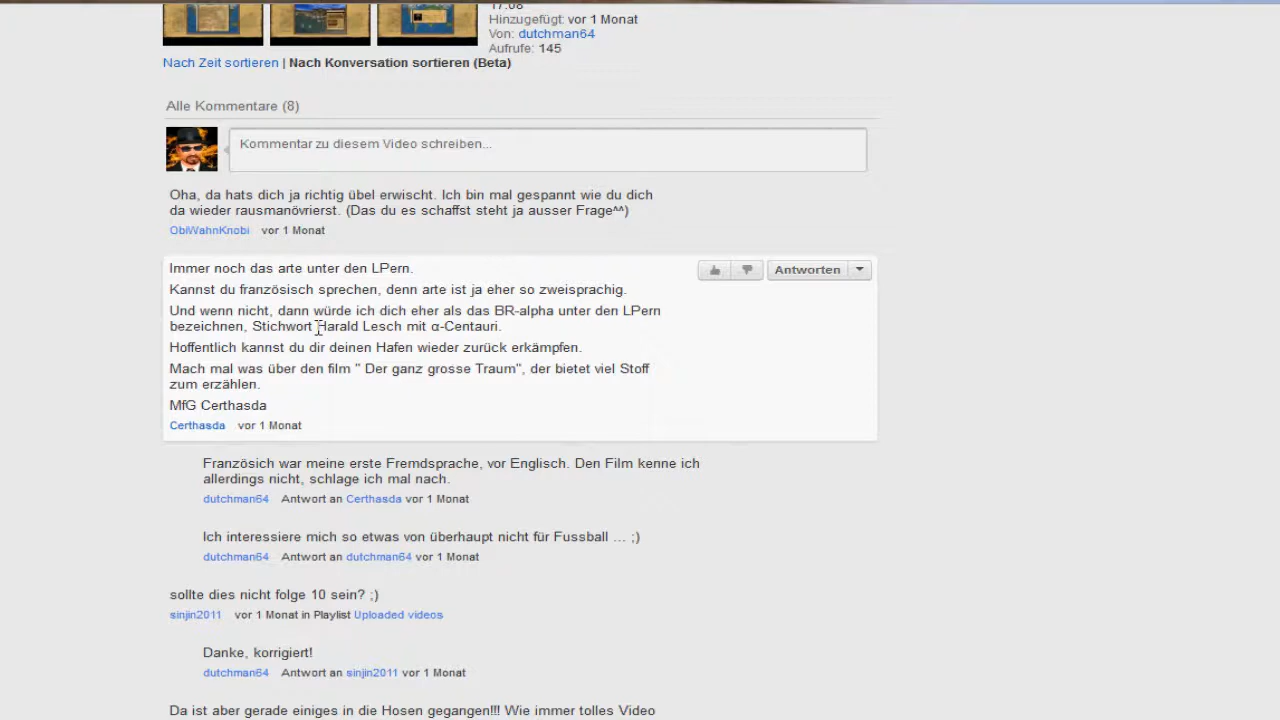 17:08
Hinzugefügt: vor 1 Monat
Von: dutchman64
Aufrufe: 145
Nach Zeit sortieren | Nach Konversation sortieren (Beta)
Alle Kommentare (8)
Kommentar zu diesem Video schreiben...
Oha, da hats dich ja richtig übel erwischt. Ich bin mal gespannt wie du dich
da wieder rausmanövrierst. (Das du es schaffst steht ja ausser Frage^^)
ObiWahnKnobi vor 1 Monat
Immer noch das arte unter den LPern.
Antworten
Kannst du französisch sprechen, denn arte ist ja eher so zweisprachig.
Und wenn nicht, dann würde ich dich eher als das BR-alpha unter den LPern
bezeichnen, Stichwort Harald Lesch mit α-Centauri.
Hoffentlich kannst du dir deinen Hafen wieder zurück erkämpfen.
Mach mal was über den film " Der ganz grosse Traum", der bietet viel Stoff
zum erzählen.
MfG Certhasda
Certhasda vor 1 Monat
Französich war meine erste Fremdsprache, vor Englisch. Den Film kenne ich
allerdings nicht, schlage ich mal nach.
dutchman64 Antwort an Certhasda vor 1 Monat
Ich interessiere mich so etwas von überhaupt nicht für Fussball ... ;)
dutchman64 Antwort an dutchman64 vor 1 Monat
sollte dies nicht folge 10 sein? ;)
sinjin2011 vor 1 Monat in Playlist Uploaded videos
Danke, korrigiert!
dutchman64 Antwort an sinjin2011 vor 1 Monat
Da ist aber gerade einiges in die Hosen gegangen!!! Wie immer tolles Video